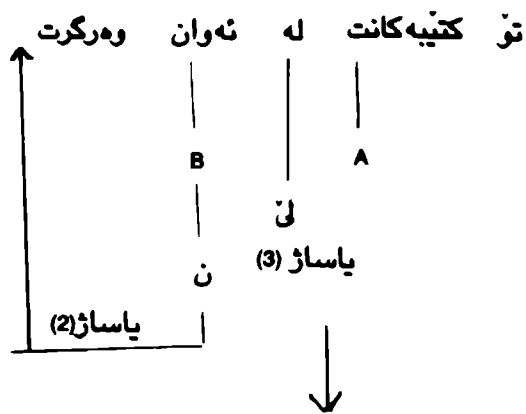 تۆ کتێبەکانت لە ئەوان وەرگرت
B A
لێ
ن یاساژ (3)
یاساژ(2)